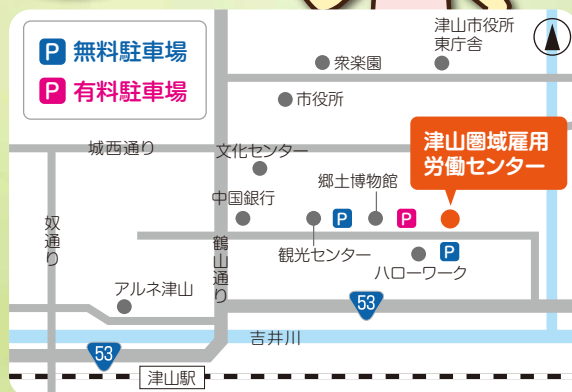 P 無料駐車場
P 有料駐車場
津山市役所
東庁舎
衆楽園
市役所
津山圏域雇用
労働センター
城西通り
文化センター
郷土博物館
中国銀行
P
P
奴通り
鶴山通り
観光センター
P
ハローワーク
アルネ津山
53
吉井川
53
津山駅